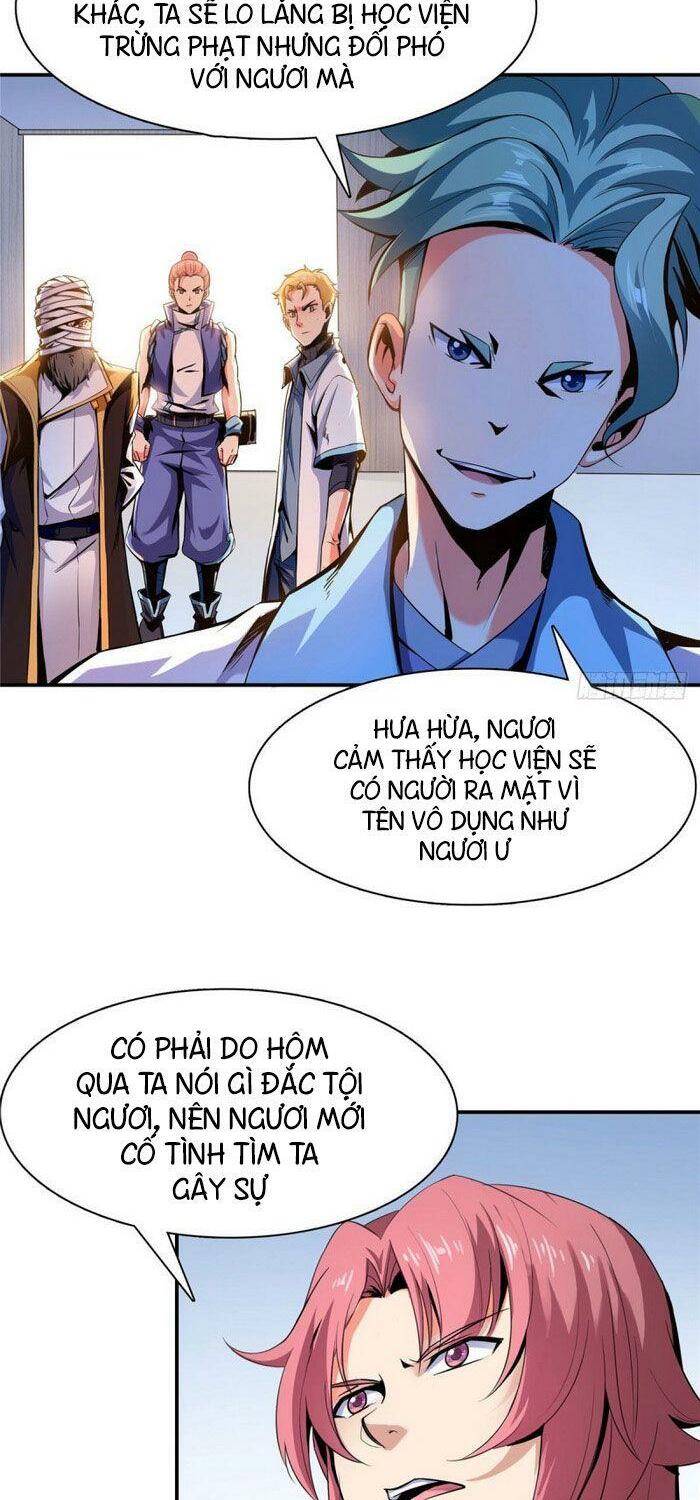 KHÁC, TA SẼ LO LẮNG BỊ HỌC VIỆN
TRỪNG PHẠT NHƯNG ĐỐI PHÓ
VỚI NGƯƠI MÀ
HƯA HỪA, NGƯƠI
CẢM THẤY HỌC VIỆN SẼ
CÓ NGƯỜI RA MẶT VÌ
TÊN VÔ DỤNG NHƯ
NGƯƠI Ư
CÓ PHẢI DO HÔM
QUA TA NÓI GÌ ĐẮC TỘI
NGƯƠI, NÊN NGƯƠI MỚI
CỐ TÌNH TÌM TA
GÂY SỰ